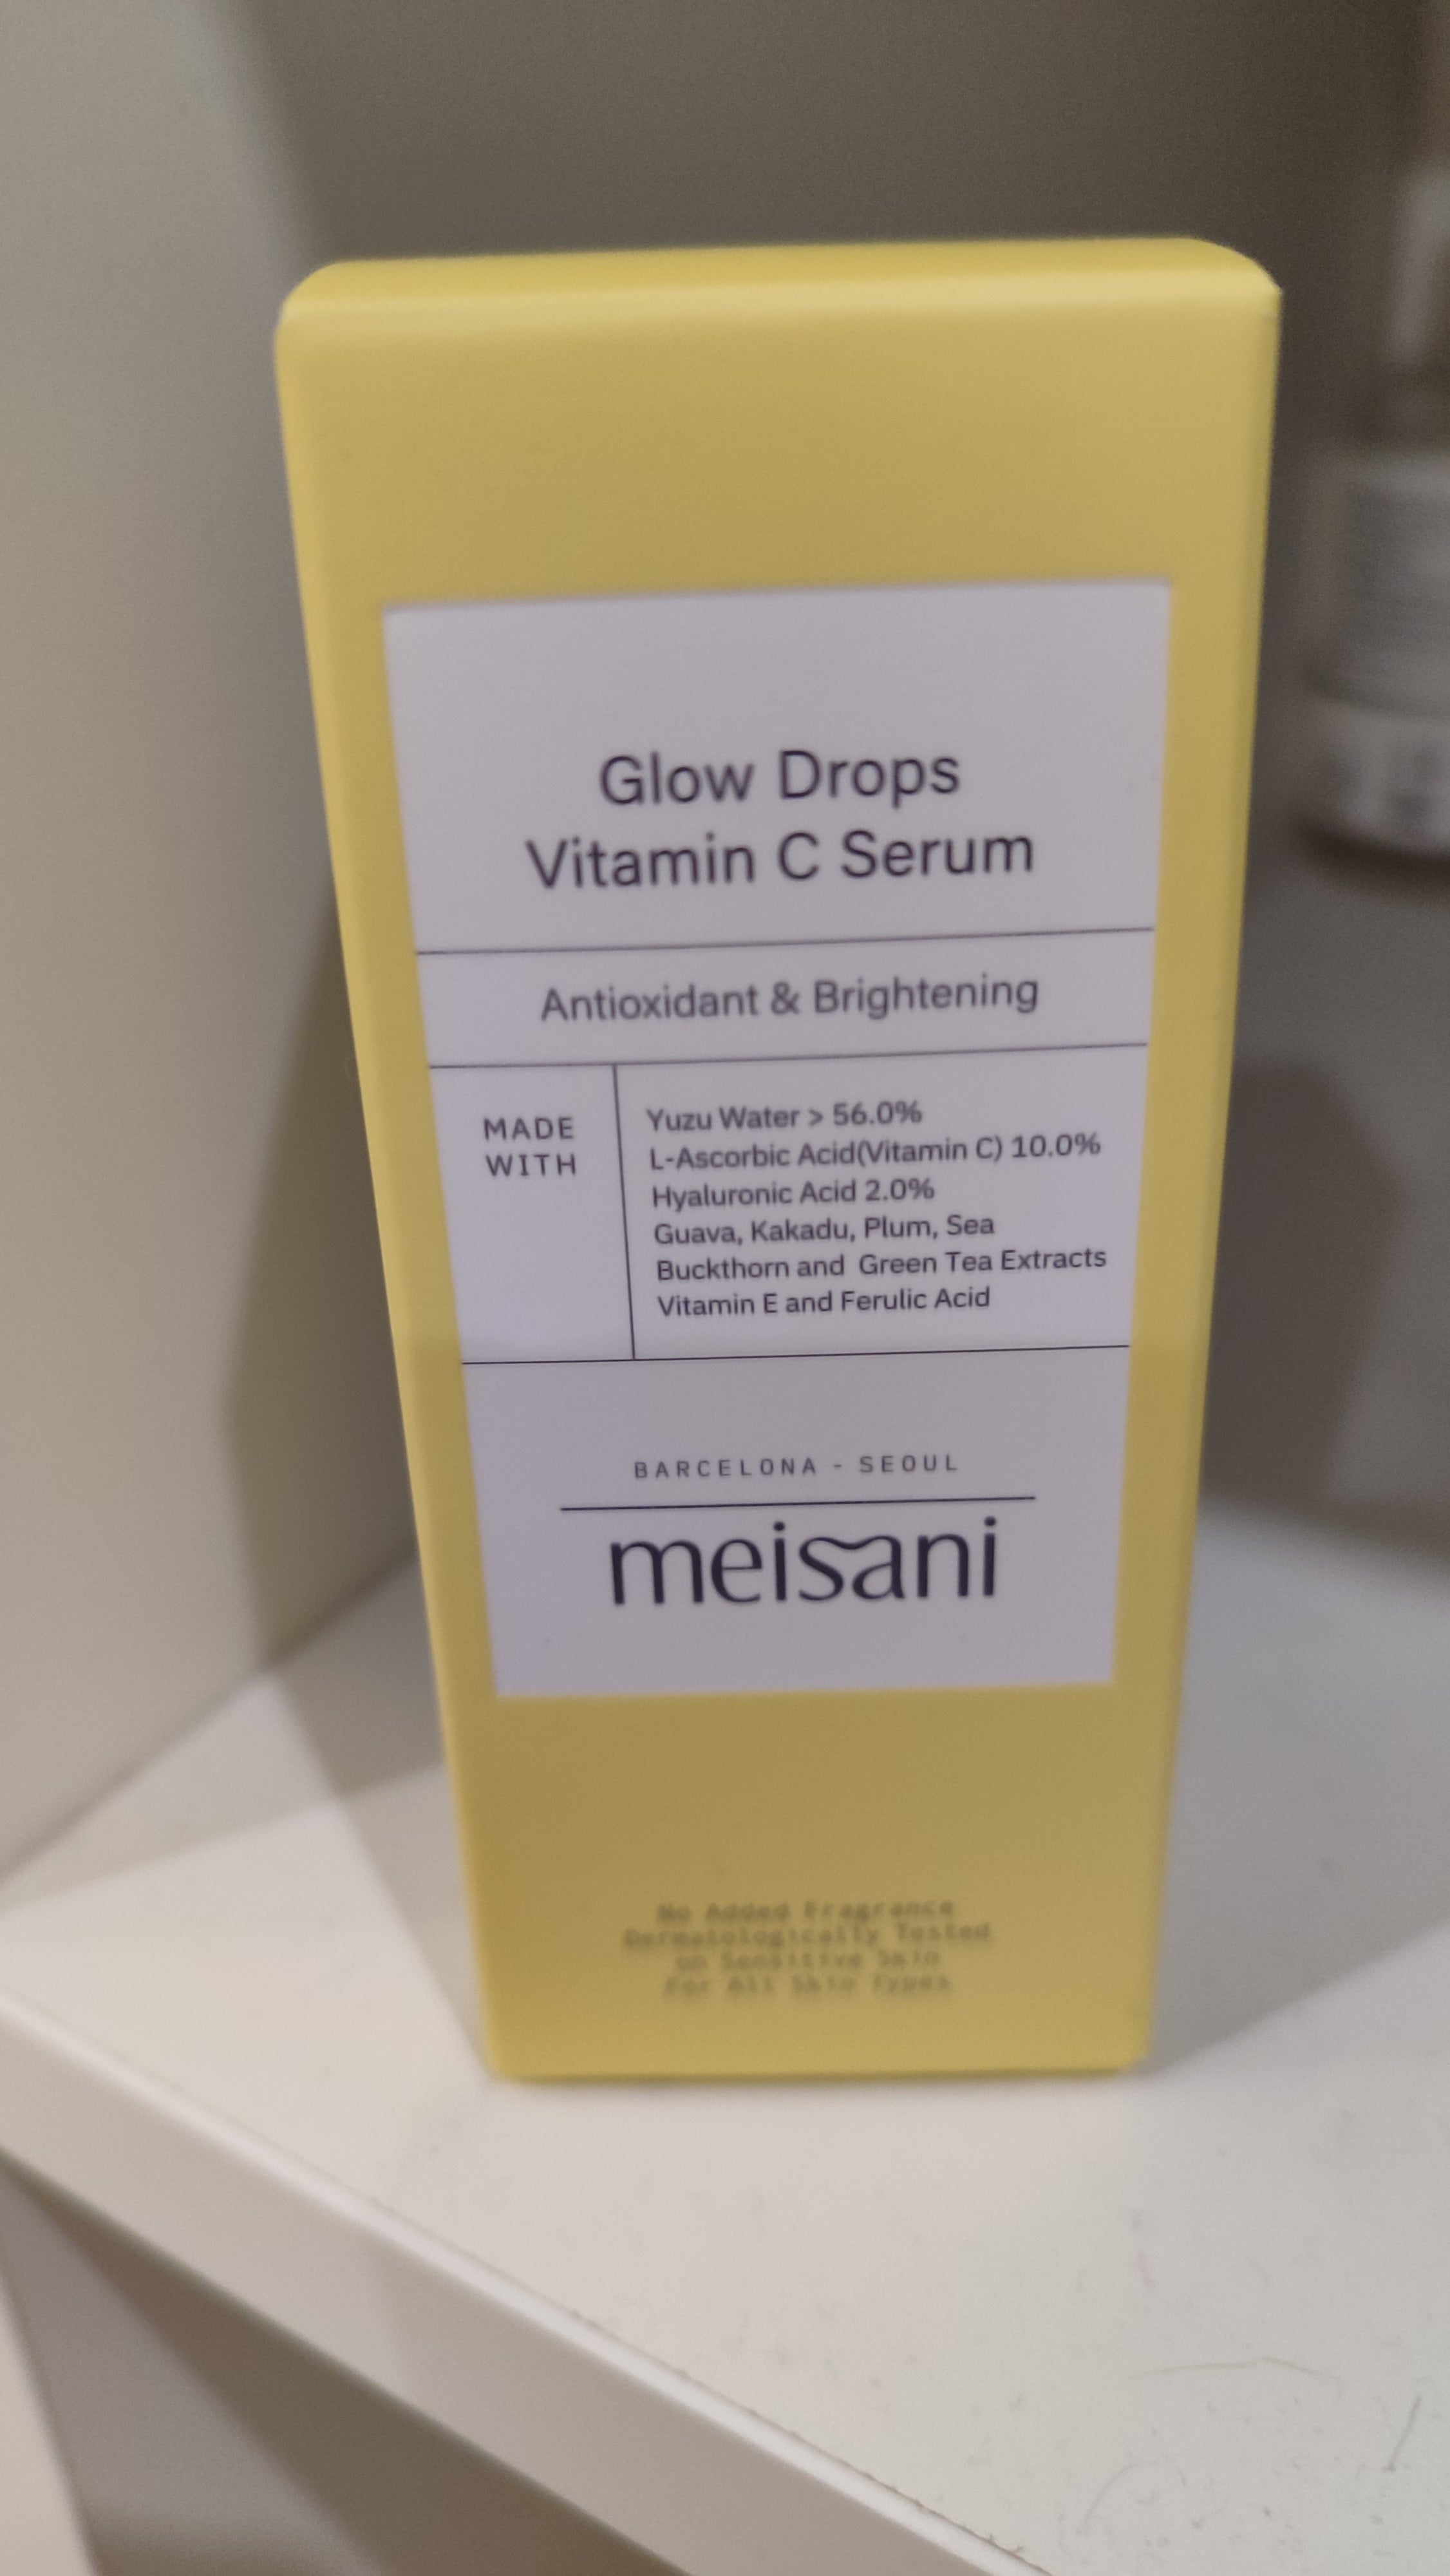 Glow Drops
Vitamin C Serum
Antioxidant & Brightening
MADE
WITH
Yuzu Water > 56.0%
L-Ascorbic Acid(Vitamin C) 10.0%
Hyaluronic Acid 2.0%
Guava, Kakadu, Plum, Sea
Buckthorn and Green Tea Extracts
Vitamin E and Ferulic Acid
BARCELONA - SEOUL
meisani
No Added Fragrance
Dermatologically Tested
on Sensitive Skin
For All Skin Types